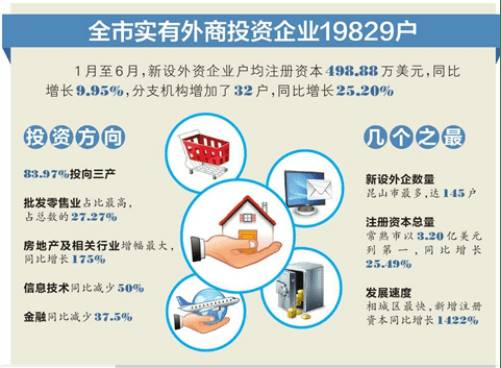 全市实有外商投资企业19829户
1月至6月，新设外资企业户均注册资本498.88万美元，同比
增长9.95%，分支机构增加了32户，同比增长25.20%
投资方向
83.97%投向三产
批发零售业占比最高，
占总数的27.27%
房地产及相关行业增幅最大，
同比增长175%
信息技术同比减少50%
金融同比减少37.5%
几个之最
新设外企数量
昆山市最多，达145户
注册资本总量
常熟市以3.20亿美元
列第一，同比增长
25.49%
发展速度
相城区最快，新增注册
资本同比增长1422%